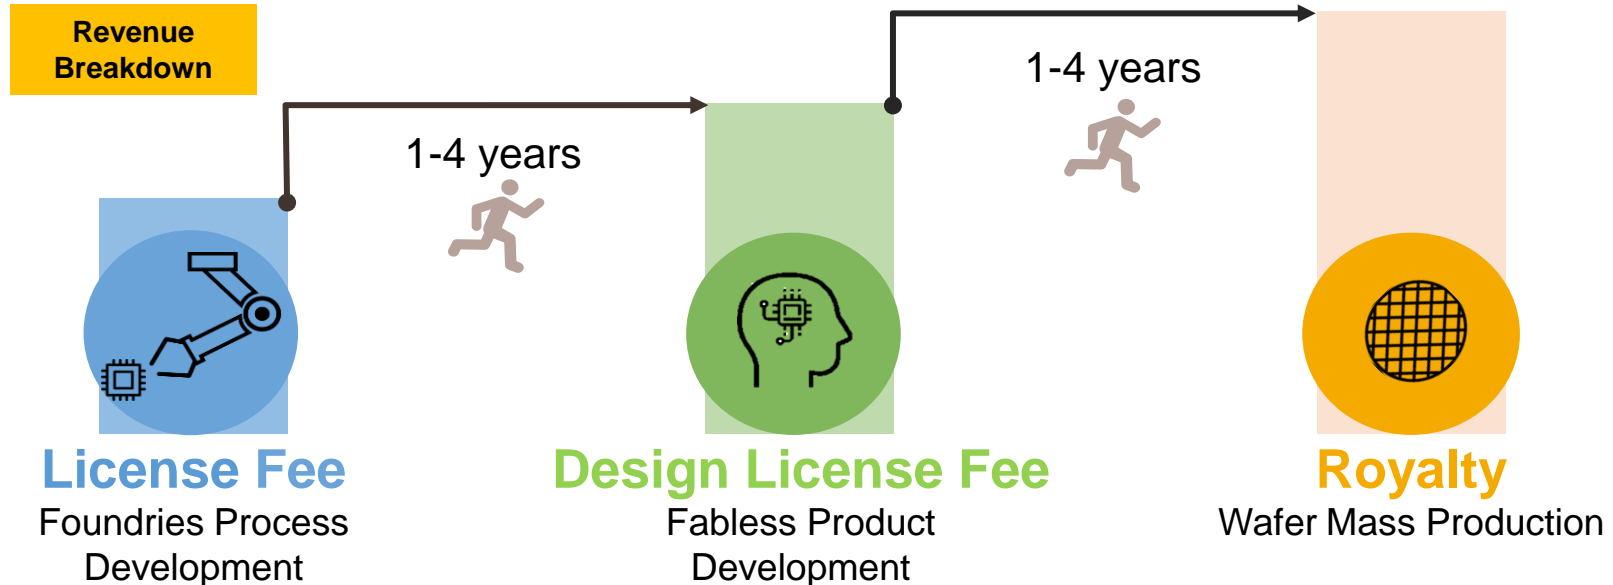 Revenue
Breakdown
1-4 years
1-4 years
License Fee
Foundries Process
Development
Design License Fee
Fabless Product
Development
Royalty
Wafer Mass Production